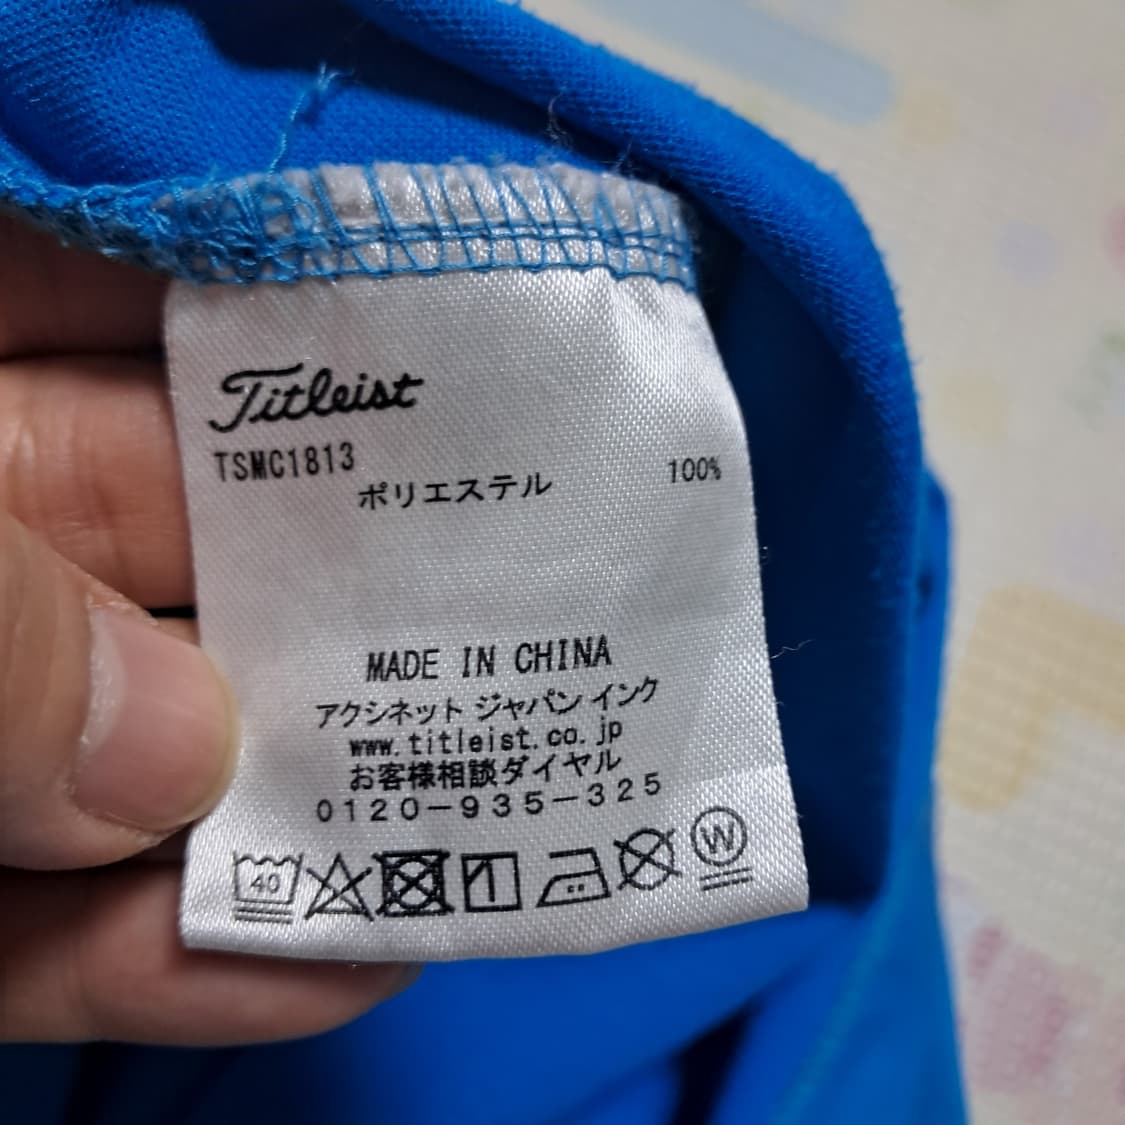 Titleist
TSMC1813
ポリエステル 100%
MADE IN CHINA
アクシネット ジャパン インク
www.titleist.co.jp
お客様相談ダイヤル
0120-935-325
40 W